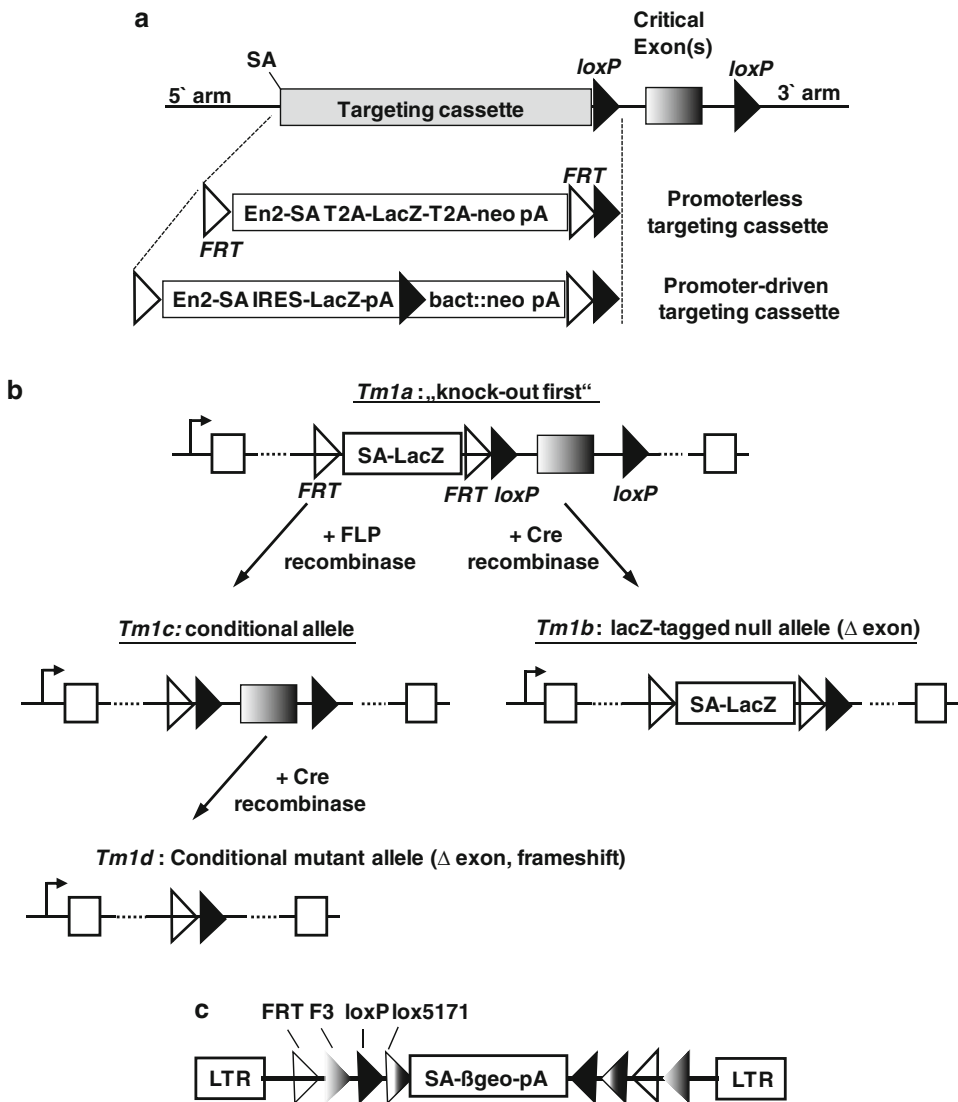 a
Critical
Exon(s)
SA
loxP
loxP
5` arm
Targeting cassette
3` arm
FRT
En2-SA T2A-LacZ-T2A-neo pA
Promoterless
targeting cassette
FRT
En2-SA IRES-LacZ-pA
bact::neo pA
Promoter-driven
targeting cassette
b
Tm1a :„knock-out first“
SA-LacZ
FRT
FRT
loxP
loxP
+ FLP
recombinase
+ Cre
recombinase
Tm1c: conditional allele
Tm1b : lacZ-tagged null allele (Δ exon)
SA-LacZ
+ Cre
recombinase
Tm1d : Conditional mutant allele (Δ exon, frameshift)
c
FRT F3 loxP lox5171
LTR
SA-ßgeo-pA
LTR